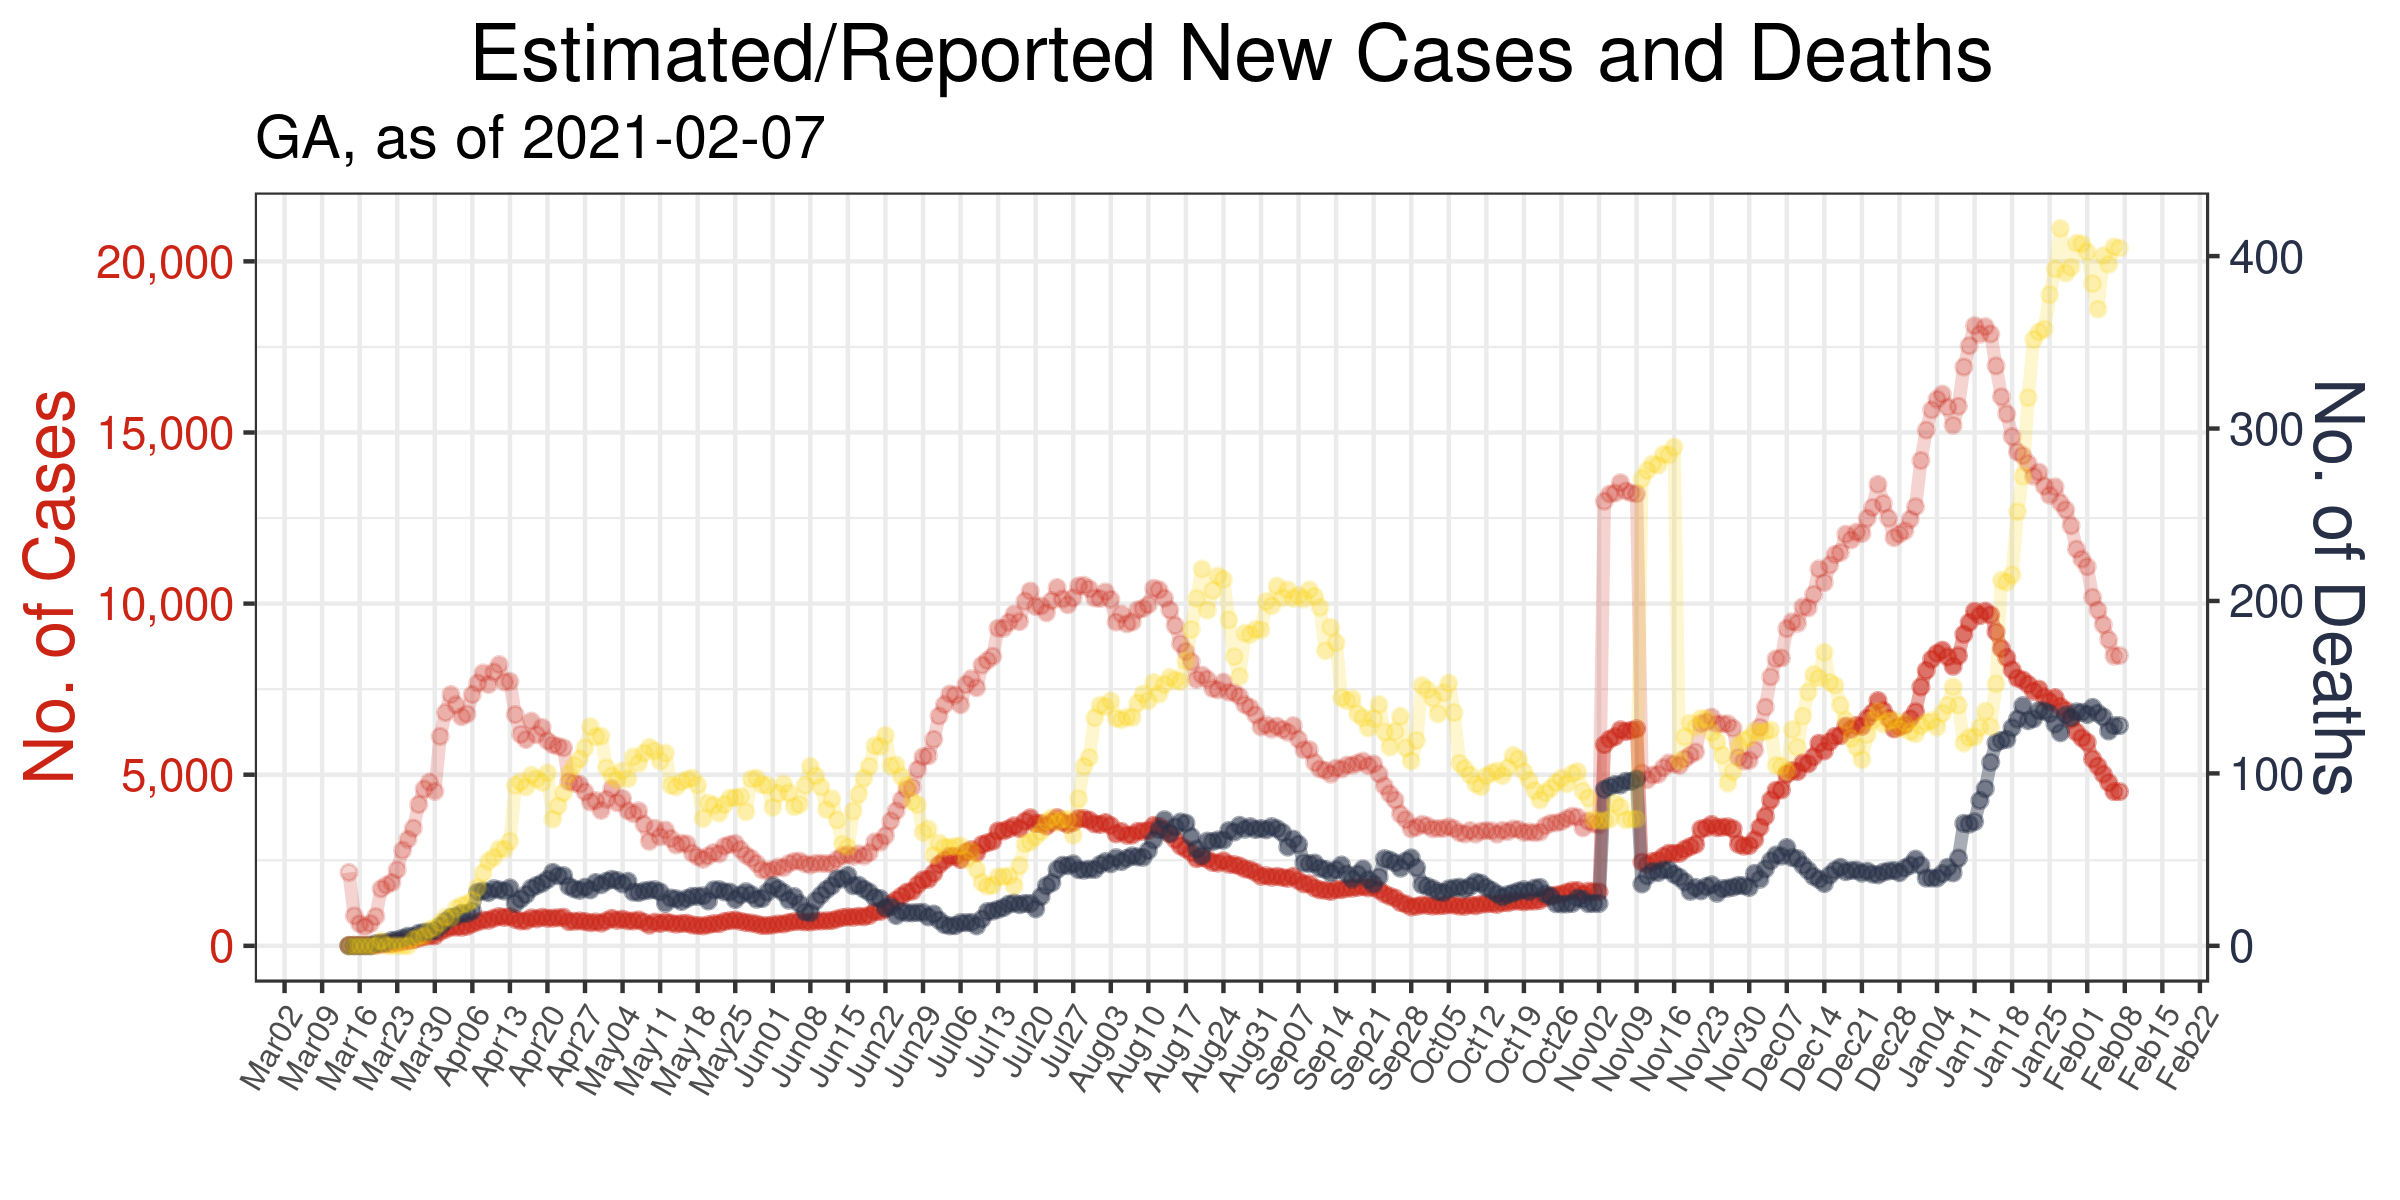 Estimated/Reported New Cases and Deaths
GA, as of 2021-02-07
No. of Cases
20,000
15,000
10,000
5,000
0
400
300
200
100
0
No. of Deaths
Mar02
Mar09
Mar16
Mar23
Mar30
Apr06
Apr13
Apr20
Apr27
May04
May11
May18
May25
Jun01
Jun08
Jun15
Jun22
Jun29
Jul06
Jul13
Jul20
Jul27
Aug03
Aug10
Aug17
Aug24
Aug31
Sep07
Sep14
Sep21
Sep28
Oct05
Oct12
Oct19
Oct26
Nov02
Nov09
Nov16
Nov23
Nov30
Dec07
Dec14
Dec21
Dec28
Jan04
Jan11
Jan18
Jan25
Feb01
Feb08
Feb15
Feb22